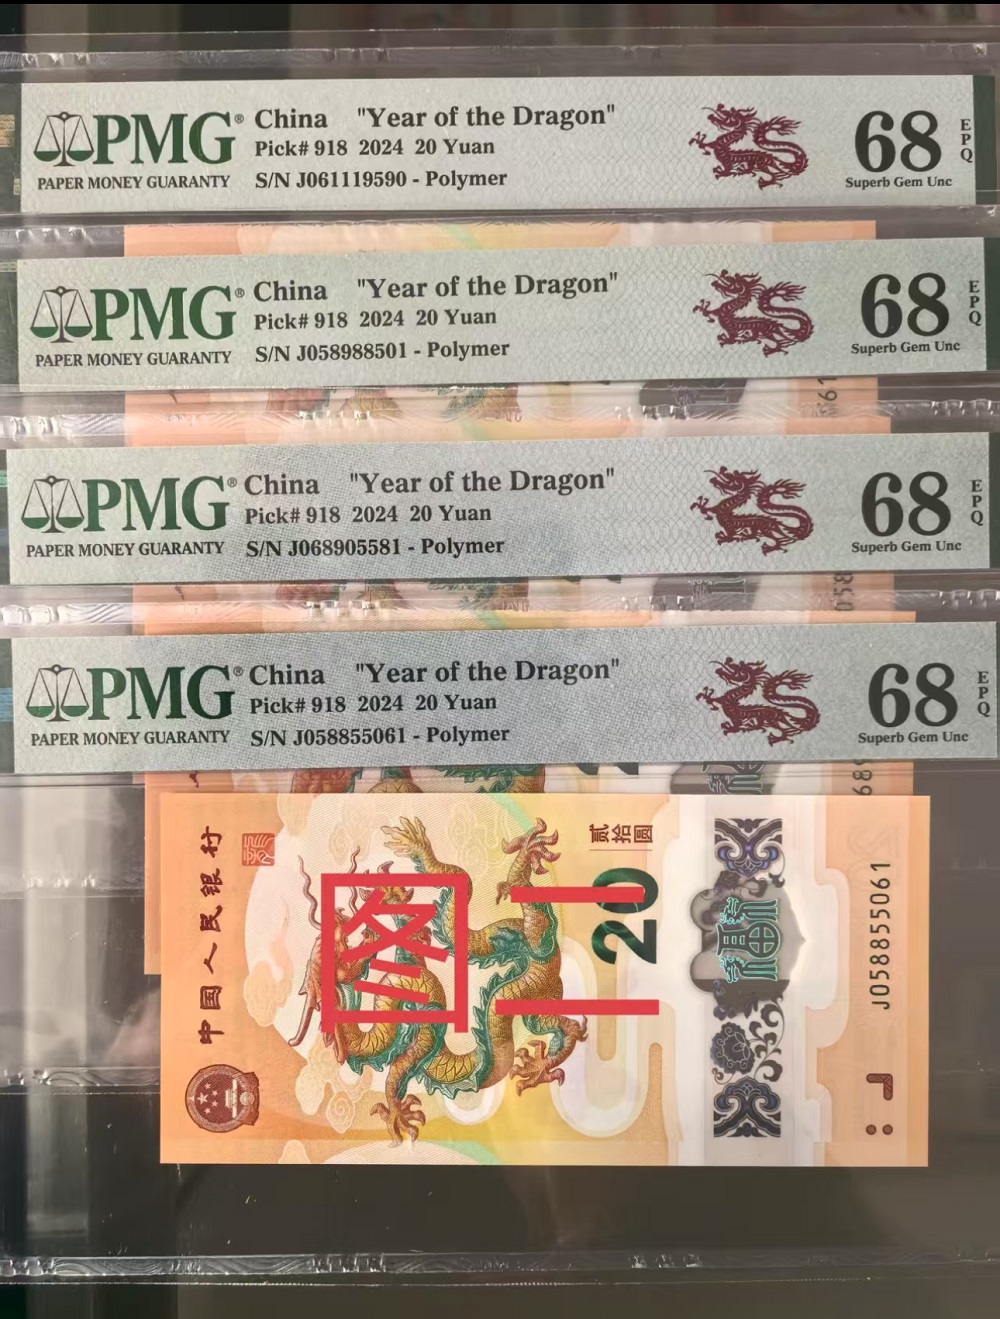 PMG®
PAPER MONEY GUARANTY
China "Year of the Dragon"
Pick# 918 2024 20 Yuan
S/N J061119590 - Polymer
68
EPQ
Superb Gem Unc
PMG®
PAPER MONEY GUARANTY
China "Year of the Dragon"
Pick# 918 2024 20 Yuan
S/N J058988501 - Polymer
68
EPQ
Superb Gem Unc
PMG®
PAPER MONEY GUARANTY
China "Year of the Dragon"
Pick# 918 2024 20 Yuan
S/N J068905581 - Polymer
68
EPQ
Superb Gem Unc
PMG®
PAPER MONEY GUARANTY
China "Year of the Dragon"
Pick# 918 2024 20 Yuan
S/N J058855061 - Polymer
68
EPQ
Superb Gem Unc
中国人民银行
贰拾圆
20
J058855061
图二